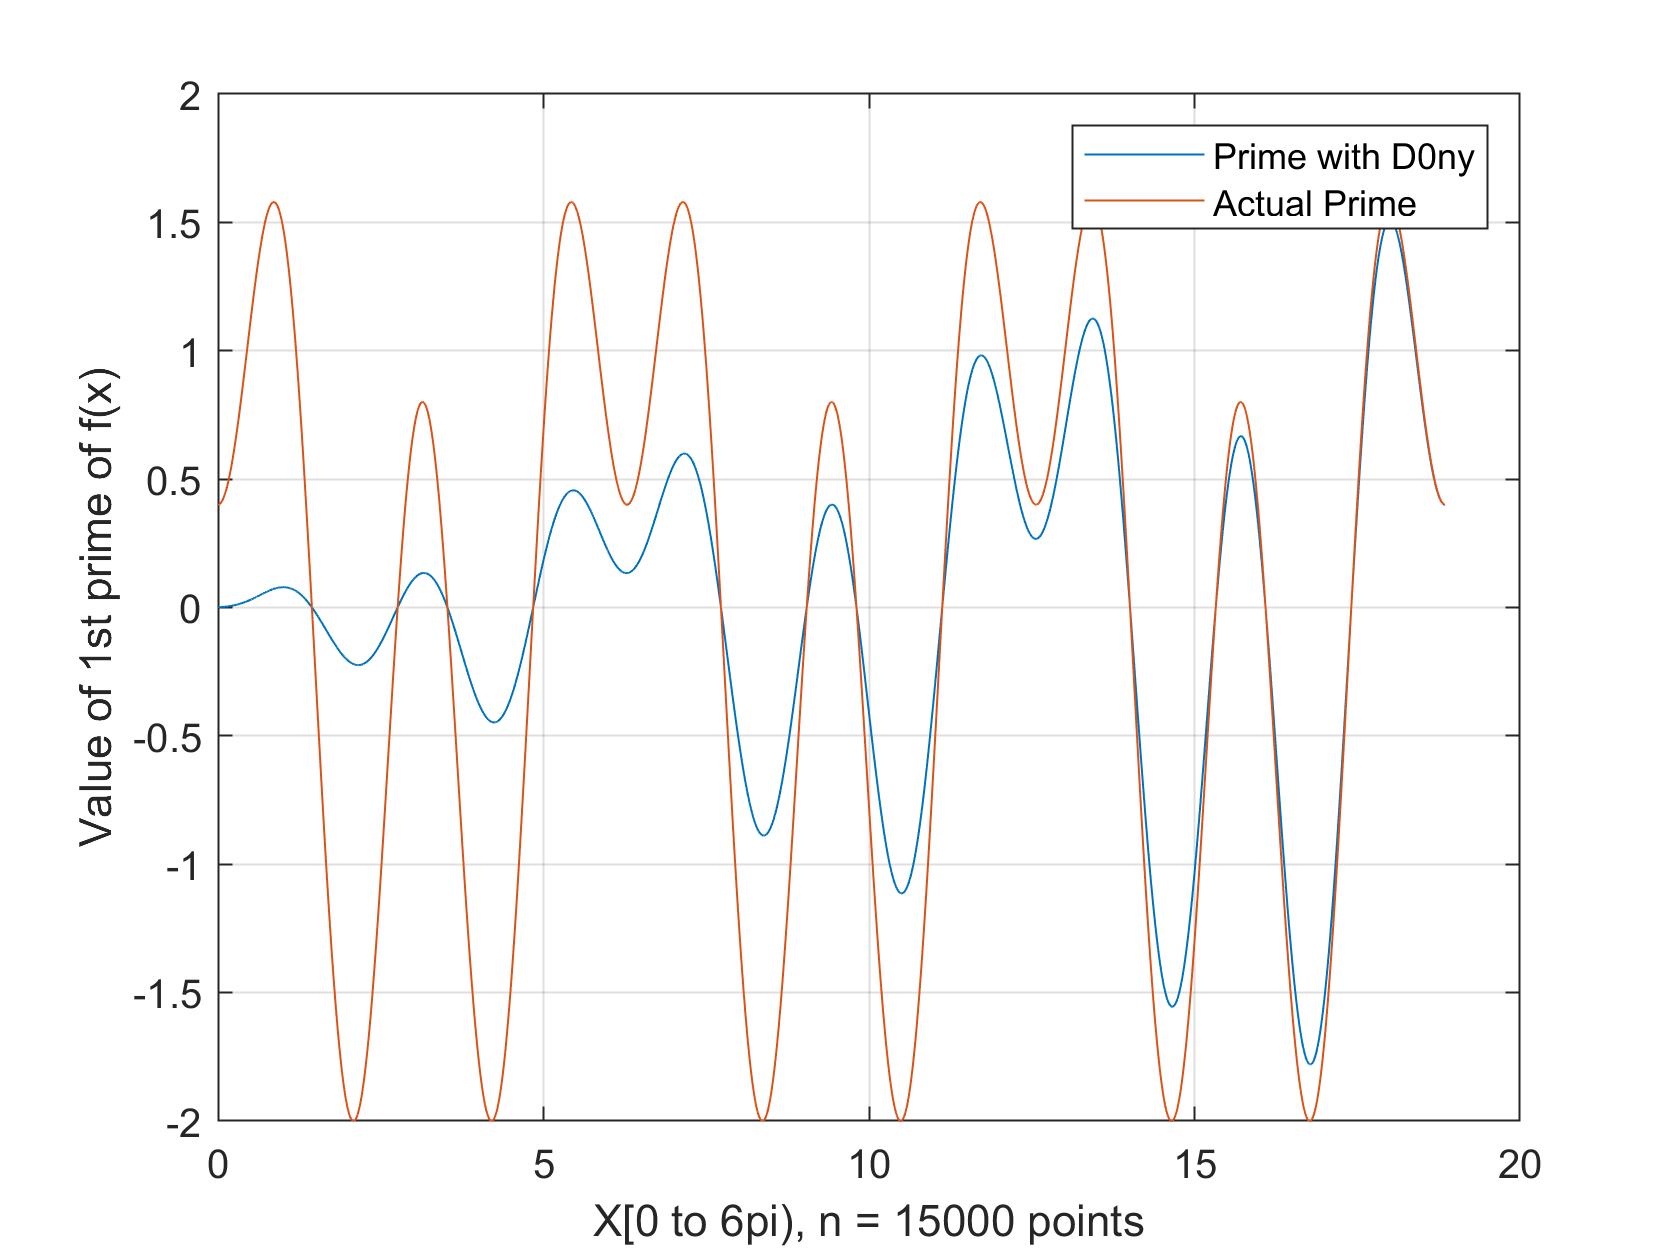 2
1.5
1
0.5
0
-0.5
-1
-1.5
-2
0 5 10 15 20
Value of 1st prime of f(x)
X[0 to 6pi), n = 15000 points
Prime with D0ny
Actual Prime